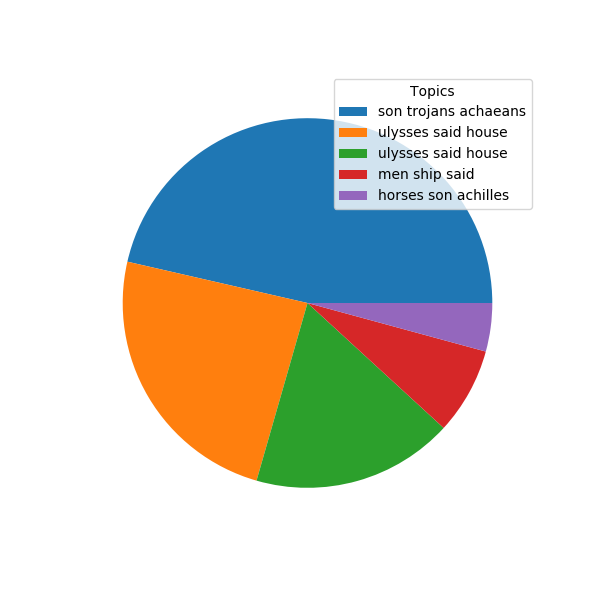 Topics
son trojans achaeans
ulysses said house
ulysses said house
men ship said
horses son achilles